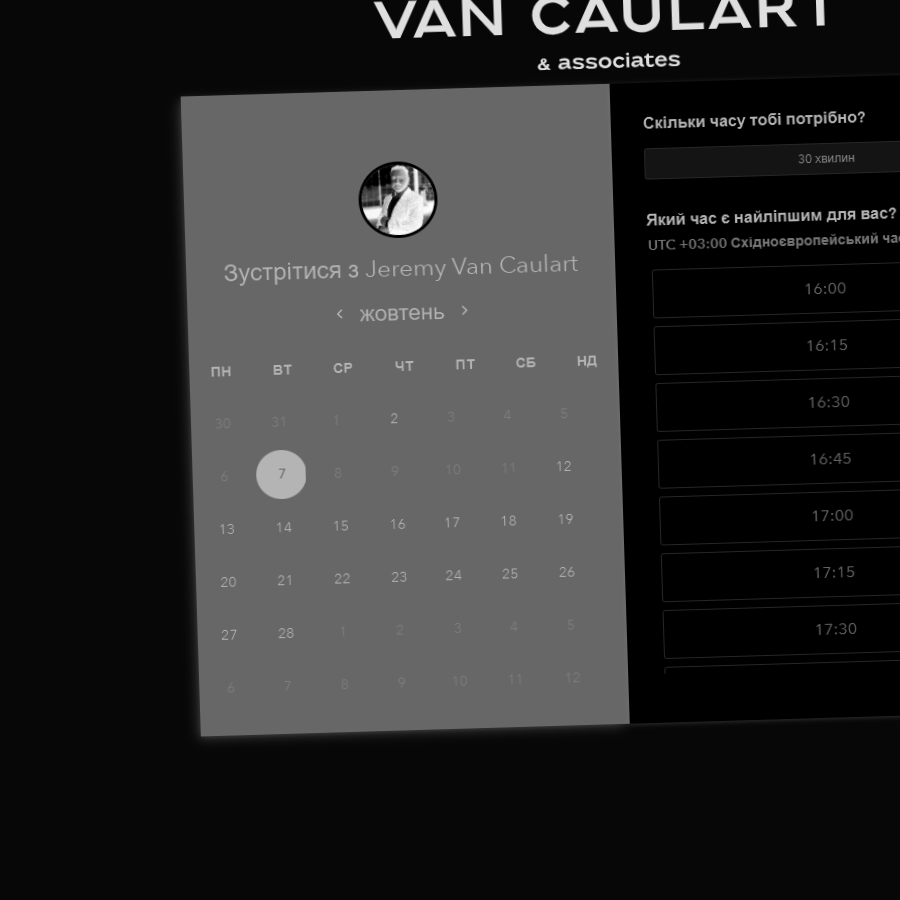 VAN CAULART
& associates
Зустрітися з Jeremy Van Caulart
‹ жовтень ›
ПН ВТ СР ЧТ ПТ СБ НД
30 31 1 2 3 4 5
6 7 8 9 10 11 12
13 14 15 16 17 18 19
20 21 22 23 24 25 26
27 28 1 2 3 4 5
6 7 8 9 10 11 12
Скільки часу тобі потрібно?
30 хвилин
Який час є найліпшим для вас?
UTC +03:00 Східноєвропейський
16:00
16:15
16:30
16:45
17:00
17:15
17:30